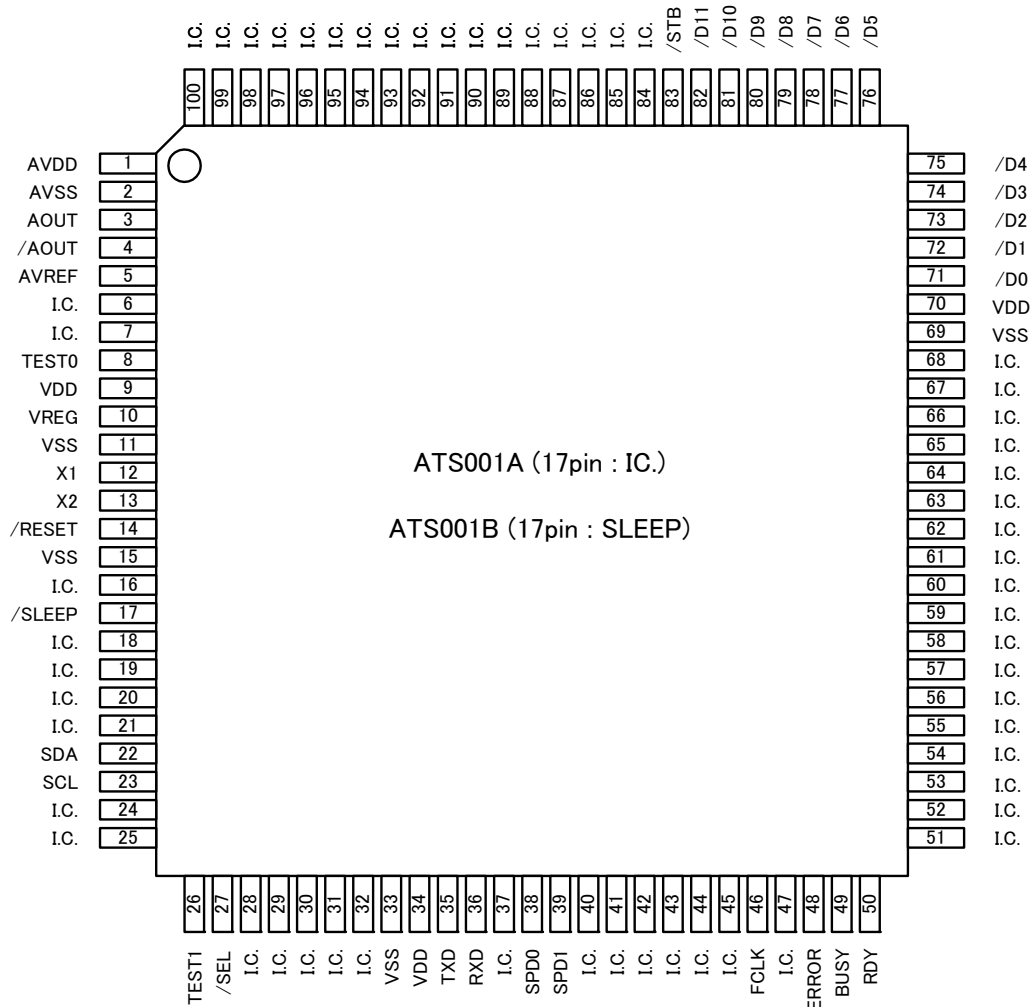 I.C. I.C. I.C. I.C. I.C. I.C. I.C. I.C. I.C. I.C. I.C. I.C. I.C. I.C. I.C. I.C. I.C. /STB /D11 /D10 /D9 /D8 /D7 /D6 /D5
100 99 98 97 96 95 94 93 92 91 90 89 88 87 86 85 84 83 82 81 80 79 78 77 76
AVDD 1
AVSS 2
AOUT 3
/AOUT 4
AVREF 5
I.C. 6
I.C. 7
TEST0 8
VDD 9
VREG 10
VSS 11
X1 12
X2 13
/RESET 14
VSS 15
I.C. 16
/SLEEP 17
I.C. 18
I.C. 19
I.C. 20
I.C. 21
SDA 22
SCL 23
I.C. 24
I.C. 25
ATS001A (17pin : IC.)
ATS001B (17pin : SLEEP)
75 /D4
74 /D3
73 /D2
72 /D1
71 /D0
70 VDD
69 VSS
68 I.C.
67 I.C.
66 I.C.
65 I.C.
64 I.C.
63 I.C.
62 I.C.
61 I.C.
60 I.C.
59 I.C.
58 I.C.
57 I.C.
56 I.C.
55 I.C.
54 I.C.
53 I.C.
52 I.C.
51 I.C.
26 27 28 29 30 31 32 33 34 35 36 37 38 39 40 41 42 43 44 45 46 47 48 49 50
TEST1 /SEL I.C. I.C. I.C. I.C. I.C. VSS VDD TXD RXD I.C. SPD0 SPD1 I.C. I.C. I.C. I.C. I.C. I.C. FCLK I.C. ERROR BUSY RDY